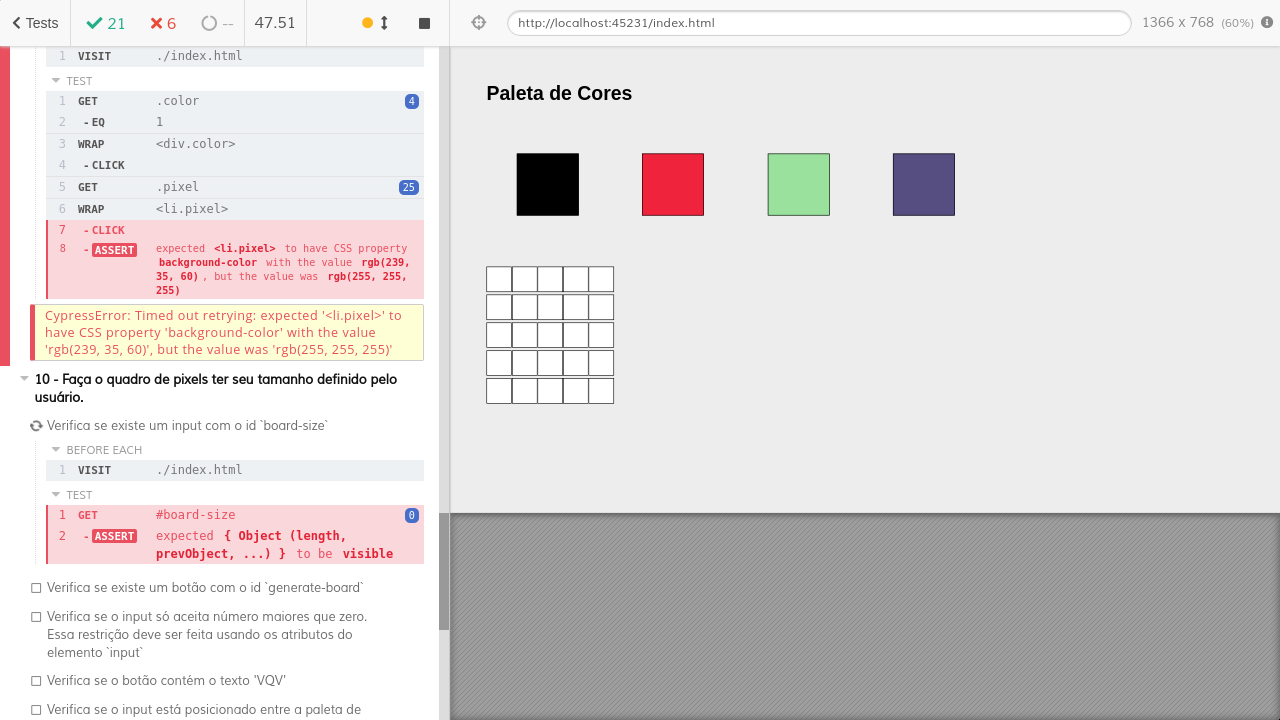 Tests 21 6 -- 47.51
http://localhost:45231/index.html 1366 x 768 (60%)
1 VISIT ./index.html
TEST
1 GET .color 4
2 - EQ 1
3 WRAP <div.color>
4 - CLICK
5 GET .pixel 25
6 WRAP <li.pixel>
7 - CLICK
8 - ASSERT expected <li.pixel> to have CSS property
background-color with the value rgb(239,
35, 60) , but the value was rgb(255, 255,
255)
CypressError: Timed out retrying: expected '<li.pixel>' to
have CSS property 'background-color' with the value
'rgb(239, 35, 60)', but the value was 'rgb(255, 255, 255)'
10 - Faça o quadro de pixels ter seu tamanho definido pelo
usuário.
Verifica se existe um input com o id `board-size`
BEFORE EACH
1 VISIT ./index.html
TEST
1 GET #board-size 0
2 - ASSERT expected { Object (length,
prevObject, ...) } to be visible
Verifica se existe um botão com o id `generate-board`
Verifica se o input só aceita número maiores que zero.
Essa restrição deve ser feita usando os atributos do
elemento `input`
Verifica se o botão contém o texto 'VQV'
Verifica se o input está posicionado entre a paleta de
Paleta de Cores